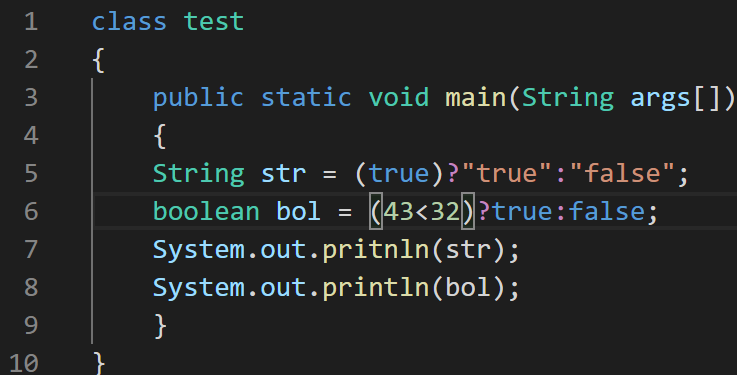 1 class test
2 {
3 public static void main(String args[])
4 {
5 String str = (true)?"true":"false";
6 boolean bol = (43<32)?true:false;
7 System.out.pritnln(str);
8 System.out.println(bol);
9 }
10 }